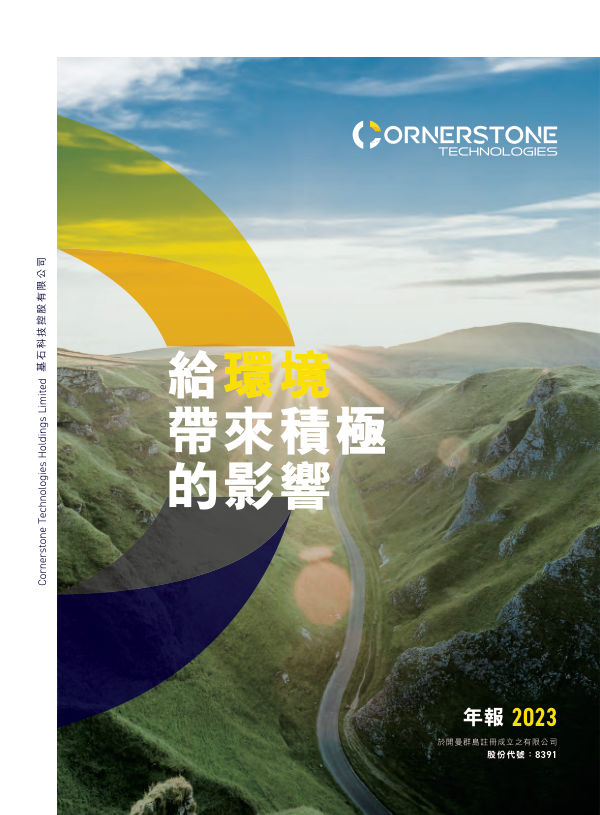 CORNERSTONE
TECHNOLOGIES
Cornerstone Technologies Holdings Limited 基石科技控股有限公司
給環境
帶來積極
的影響
年報 2023
於開曼群島註冊成立之有限公司
股份代號：8391